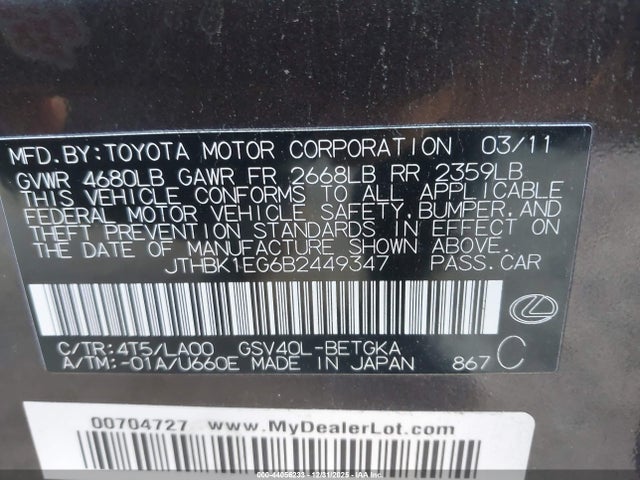 MFD.BY:TOYOTA MOTOR CORPORATION 03/11
GVWR 4680LB GAWR FR 2668LB RR 2359LB
THIS VEHICLE CONFORMS TO ALL APPLICABLE
FEDERAL MOTOR VEHICLE SAFETY,BUMPER,AND
THEFT PREVENTION STANDARDS IN EFFECT ON
THE DATE OF MANUFACTURE SHOWN ABOVE.
JTHBK1EG6B2449347 PASS.CAR
C/TR:4T5/LA00 GSV40L-BETGKA
A/TM:-01A/U660E MADE IN JAPAN 867 C
00704727 www.MyDealerLot.com
000-44056233 - 12/31/2025 - copart.com